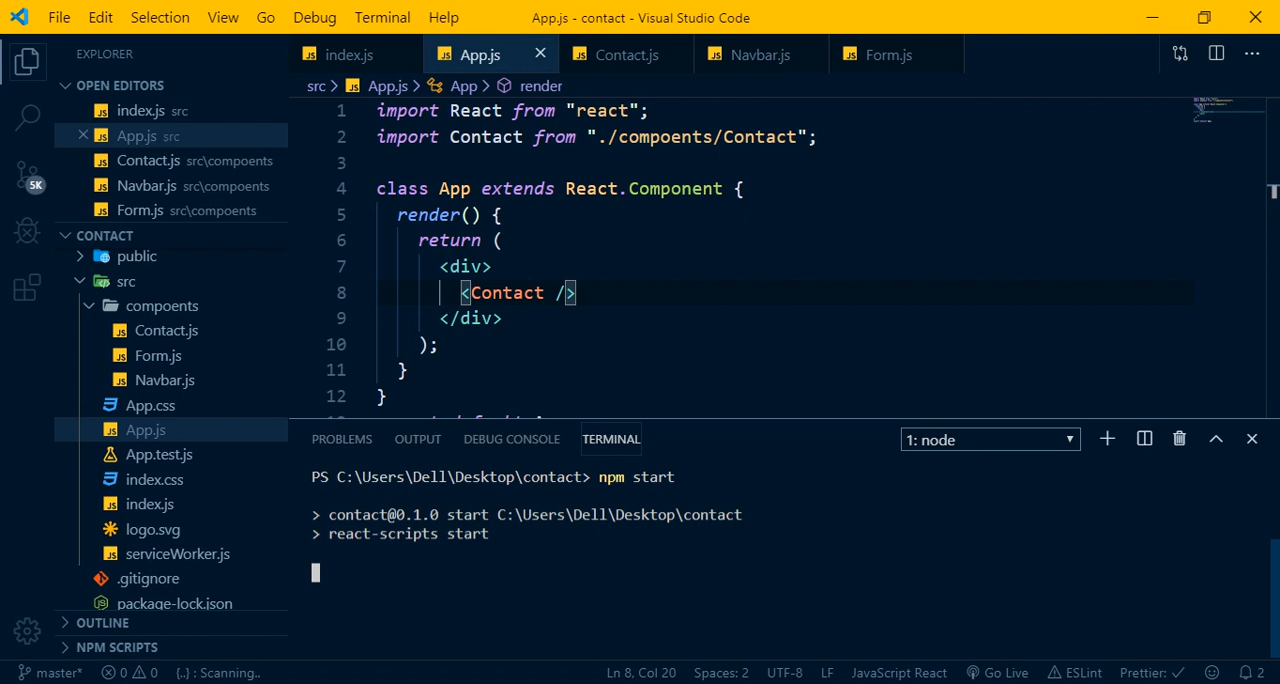 File Edit Selection View Go Debug Terminal Help App.js - contact - Visual Studio Code
EXPLORER
OPEN EDITORS
index.js src
App.js src
Contact.js src\compoents
Navbar.js src\compoents
Form.js src\compoents
CONTACT
public
src
compoents
Contact.js
Form.js
Navbar.js
App.css
App.js
App.test.js
index.css
index.js
logo.svg
serviceWorker.js
.gitignore
package-lock.json
OUTLINE
NPM SCRIPTS
5K
JS index.js JS App.js JS Contact.js JS Navbar.js JS Form.js
src > JS App.js > App > render
1 import React from "react";
2 import Contact from "./compoents/Contact";
3
4 class App extends React.Component {
5 render() {
6 return (
7 <div>
8 <Contact />
9 </div>
10 );
11 }
12 }
PROBLEMS OUTPUT DEBUG CONSOLE TERMINAL 1: node
PS C:\Users\Dell\Desktop\contact> npm start
> contact@0.1.0 start C:\Users\Dell\Desktop\contact
> react-scripts start
master* 0 0 {..} : Scanning.. Ln 8, Col 20 Spaces: 2 UTF-8 LF JavaScript React Go Live ESLint Prettier: ✓ 2